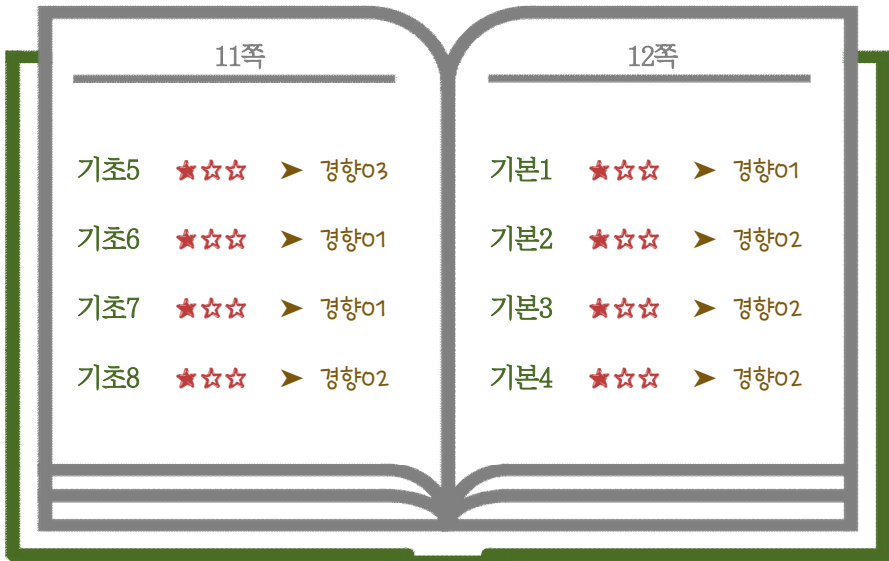 11쪽
기초5 ★☆☆ ➤ 경향03
기초6 ★☆☆ ➤ 경향01
기초7 ★☆☆ ➤ 경향01
기초8 ★☆☆ ➤ 경향02
12쪽
기본1 ★☆☆ ➤ 경향01
기본2 ★☆☆ ➤ 경향02
기본3 ★☆☆ ➤ 경향02
기본4 ★☆☆ ➤ 경향02